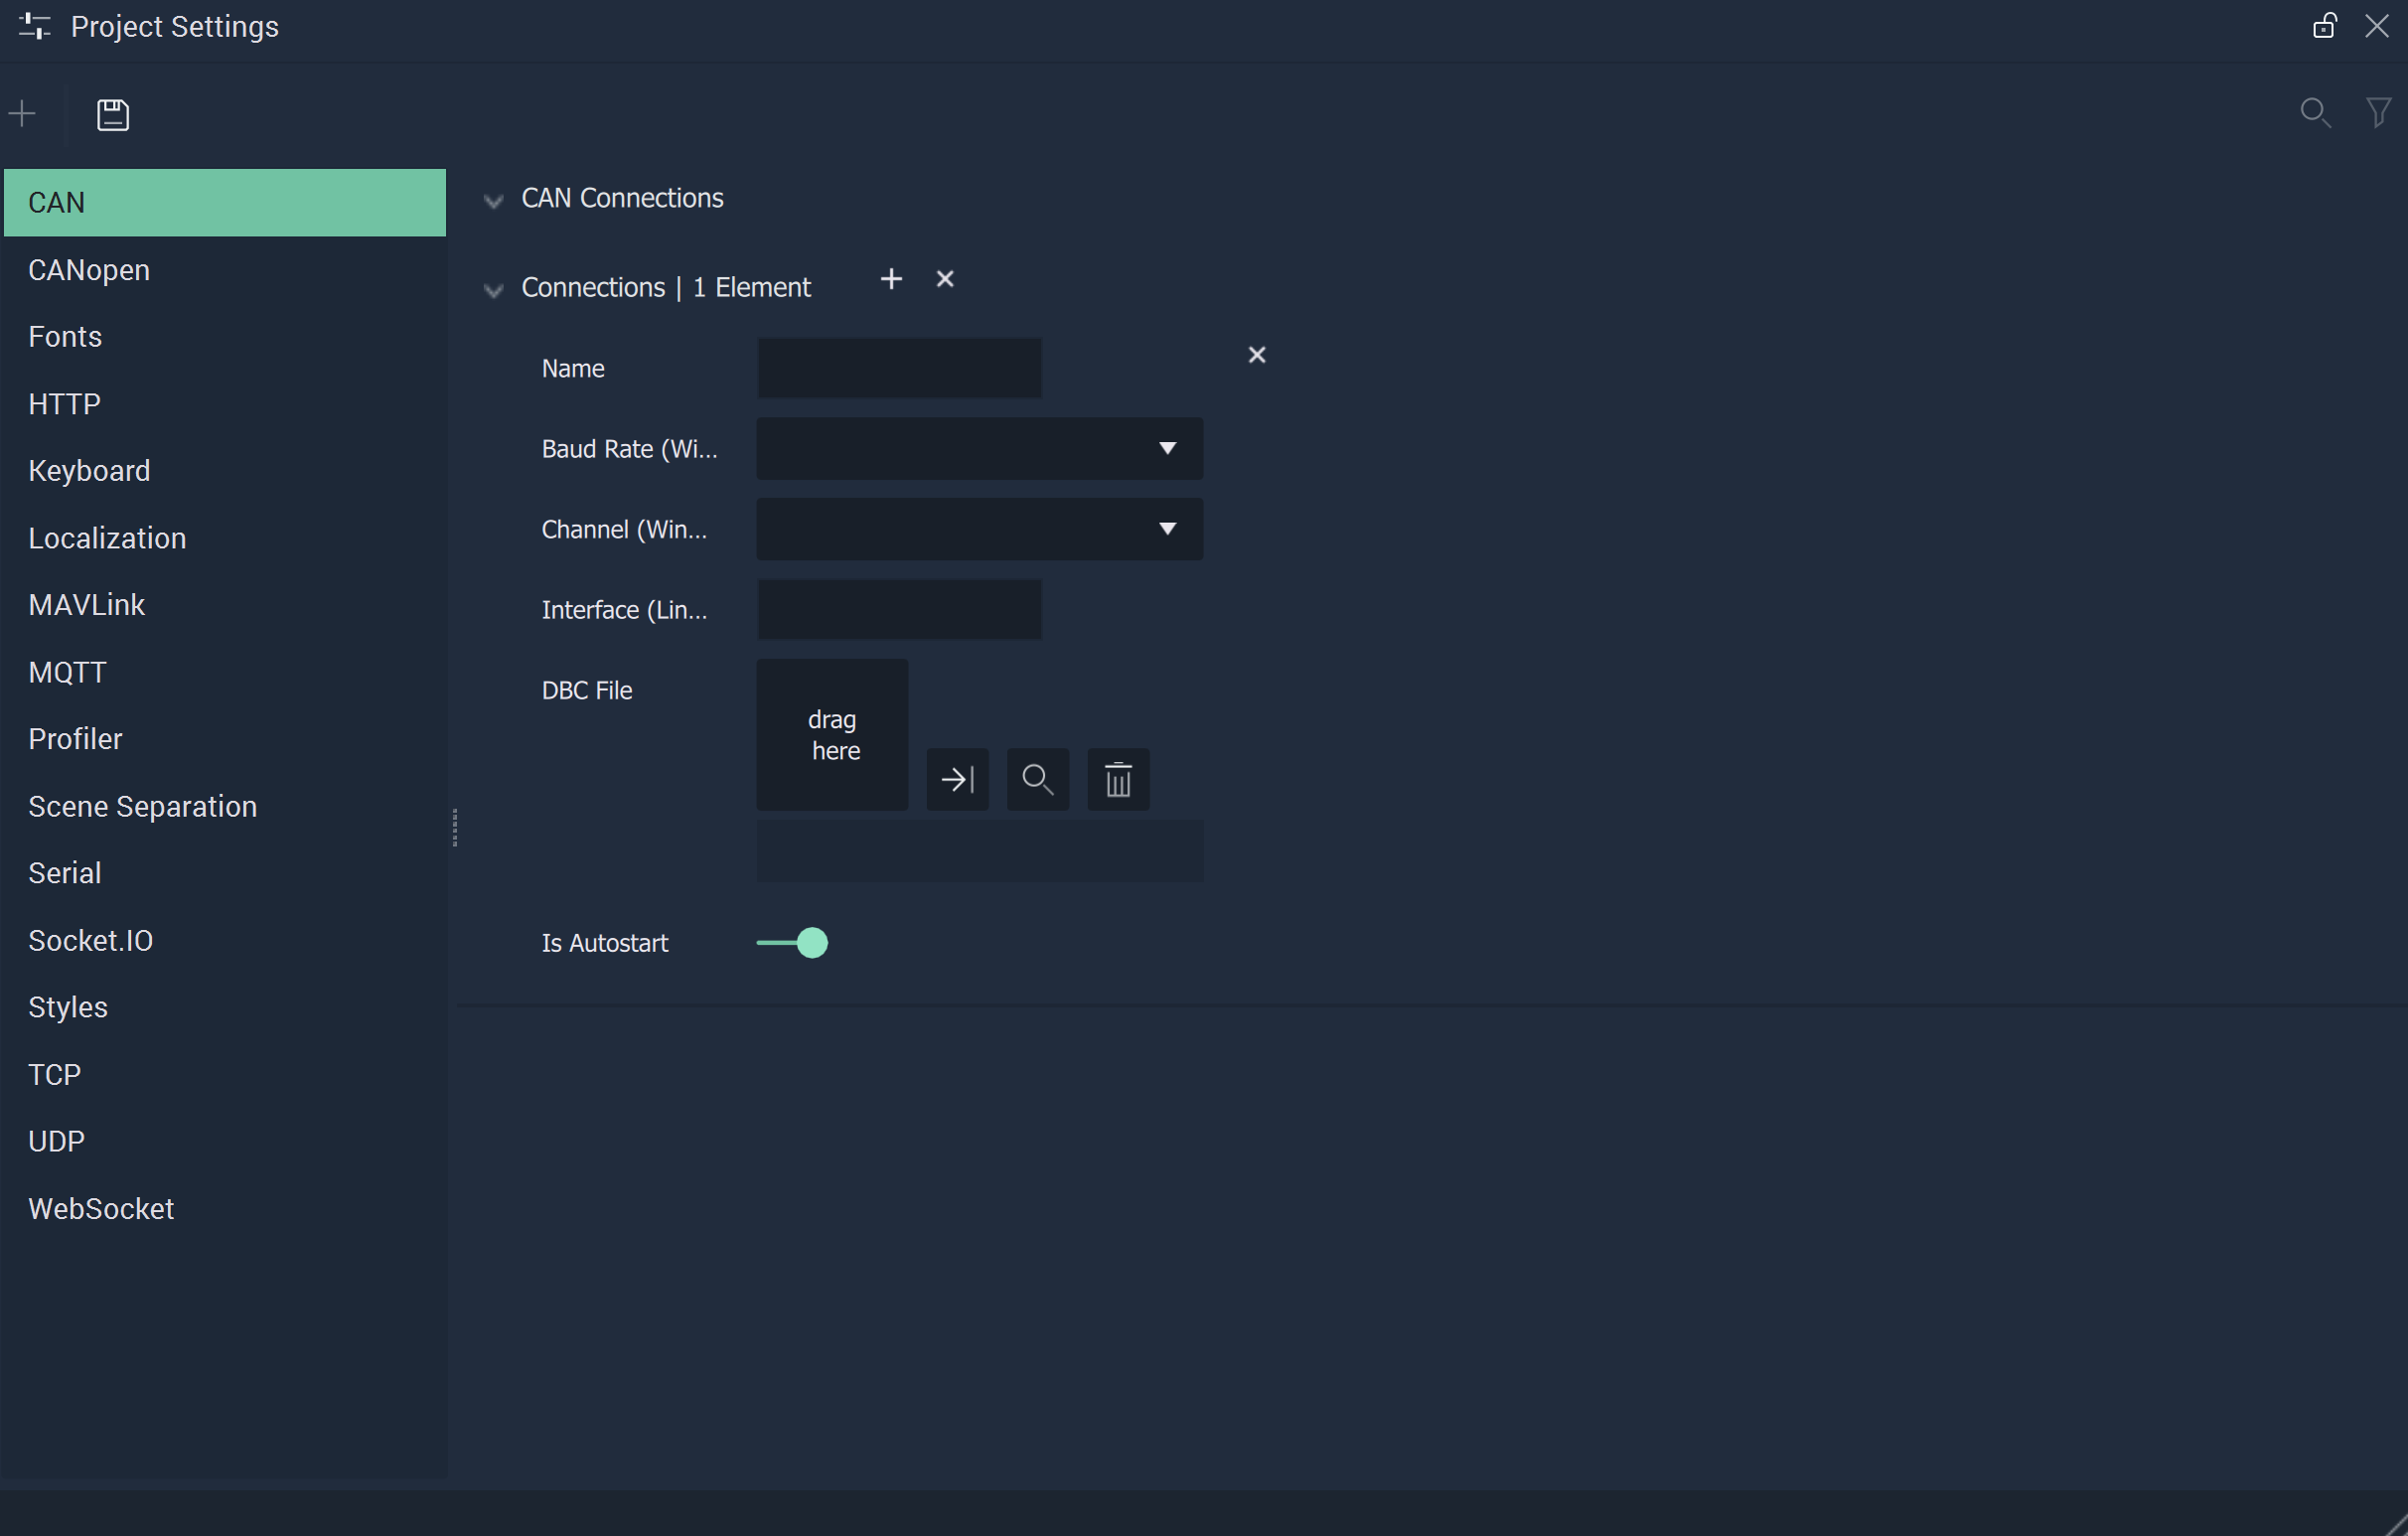 Project Settings
CAN
CANopen
Fonts
HTTP
Keyboard
Localization
MAVLink
MQTT
Profiler
Scene Separation
Serial
Socket.IO
Styles
TCP
UDP
WebSocket
CAN Connections
Connections | 1 Element
Name
Baud Rate (Wi...
Channel (Win...
Interface (Lin...
DBC File
drag
here
Is Autostart